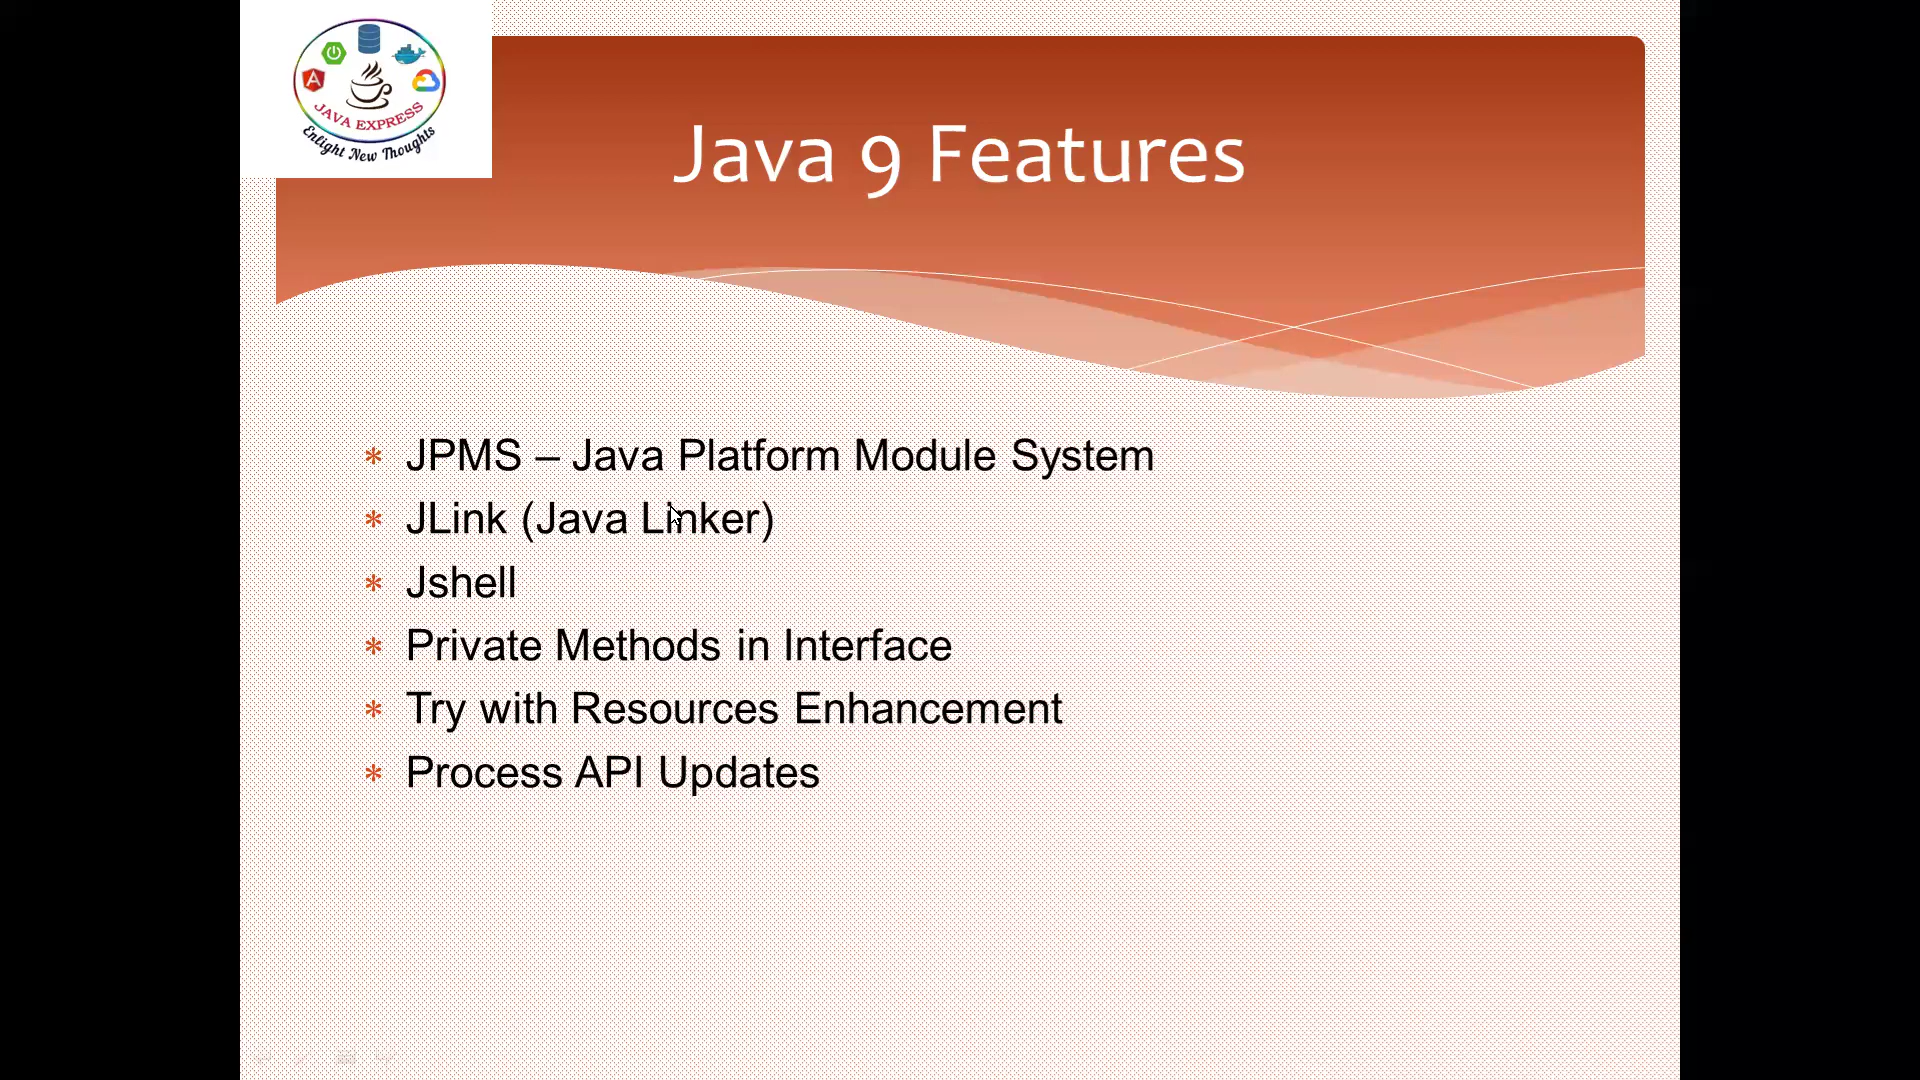 JAVA EXPRESS
Enlight New Thoughts
Java 9 Features
JPMS – Java Platform Module System
JLink (Java Linker)
Jshell
Private Methods in Interface
Try with Resources Enhancement
Process API Updates